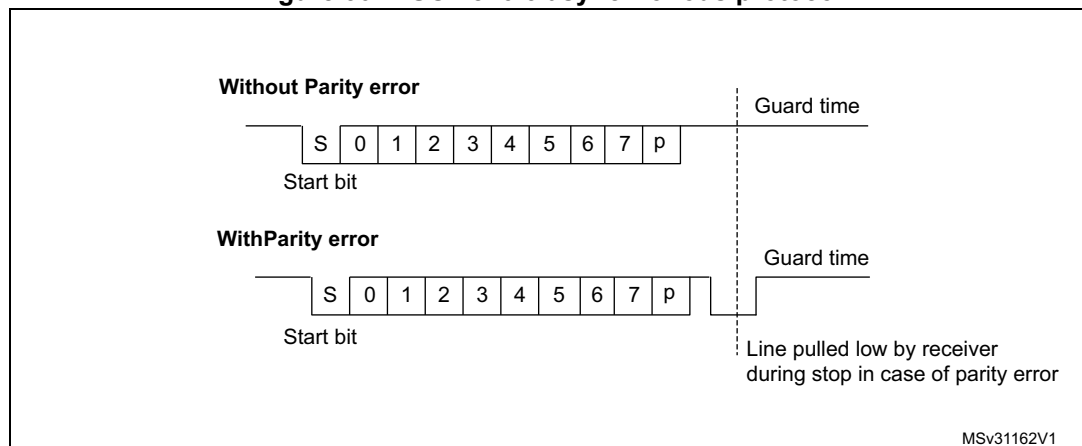 Without Parity error
Guard time
S 0 1 2 3 4 5 6 7 p
Start bit
WithParity error
Guard time
S 0 1 2 3 4 5 6 7 p
Start bit
Line pulled low by receiver
during stop in case of parity error
MSv31162V1